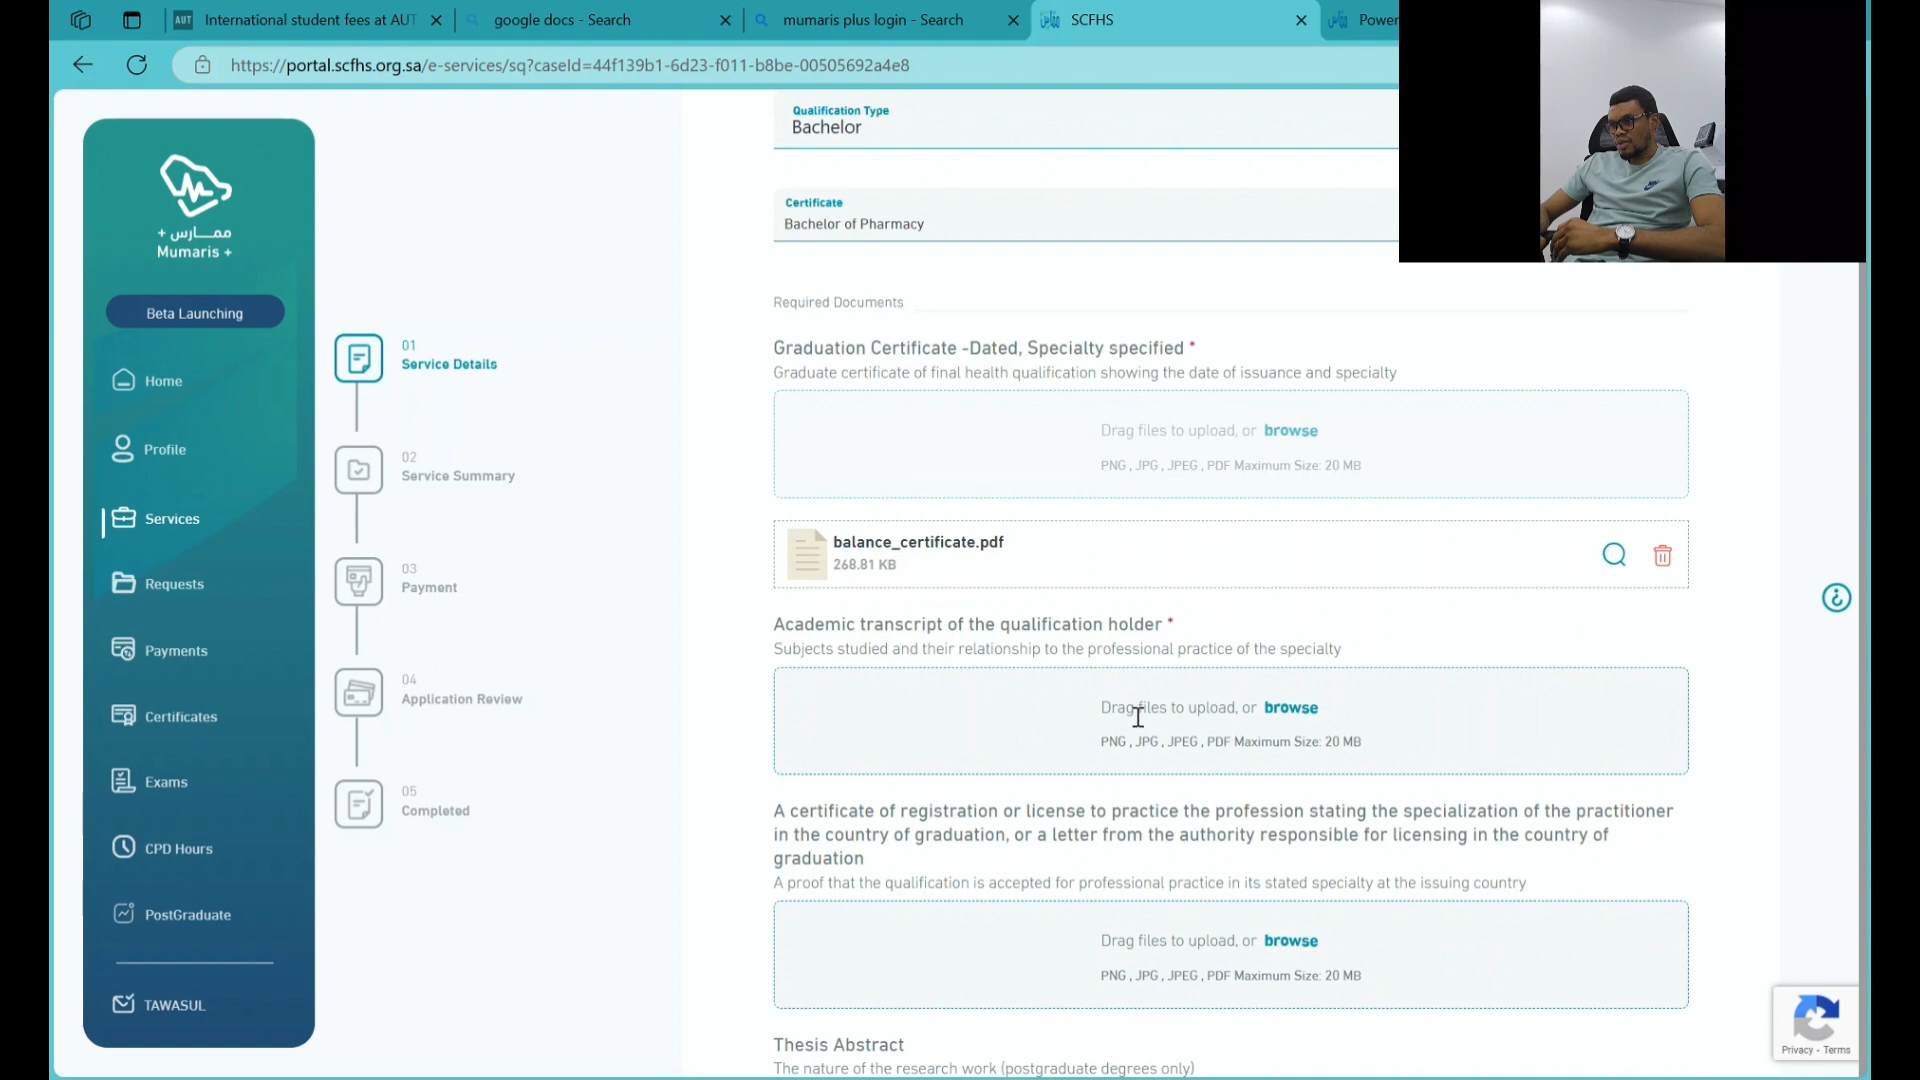 International student fees at AUT
google docs - Search
mumaris plus login - Search
SCFHS
Power
https://portal.scfhs.org.sa/e-services/sq?caseId=44f139b1-6d23-f011-b8be-00505692a4e8
ممارس +
Mumaris +
Beta Launching
Home
Profile
Services
Requests
Payments
Certificates
Exams
CPD Hours
PostGraduate
TAWASUL
01
Service Details
02
Service Summary
03
Payment
04
Application Review
05
Completed
Qualification Type
Bachelor
Certificate
Bachelor of Pharmacy
Required Documents
Graduation Certificate -Dated, Specialty specified *
Graduate certificate of final health qualification showing the date of issuance and specialty
Drag files to upload, or browse
PNG , JPG , JPEG , PDF Maximum Size: 20 MB
balance_certificate.pdf
268.81 KB
Academic transcript of the qualification holder *
Subjects studied and their relationship to the professional practice of the specialty
Drag files to upload, or browse
PNG , JPG , JPEG , PDF Maximum Size: 20 MB
A certificate of registration or license to practice the profession stating the specialization of the practitioner
in the country of graduation, or a letter from the authority responsible for licensing in the country of
graduation
A proof that the qualification is accepted for professional practice in its stated specialty at the issuing country
Drag files to upload, or browse
PNG , JPG , JPEG , PDF Maximum Size: 20 MB
Thesis Abstract
The nature of the research work (postgraduate degrees only)
Privacy - Terms